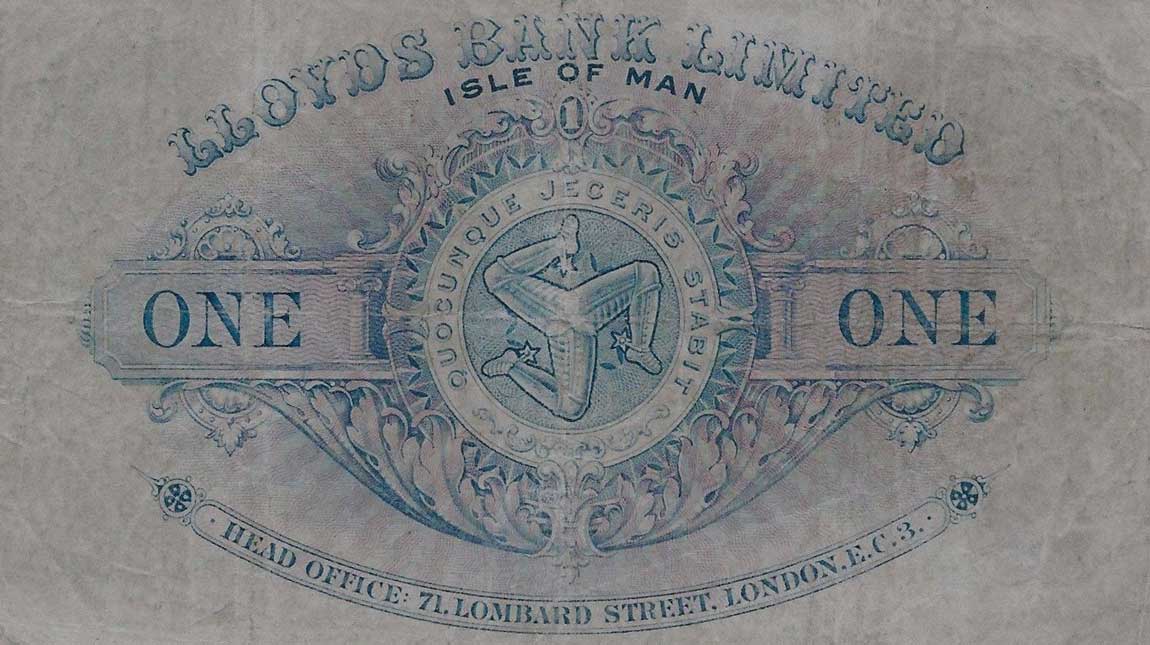 LLOYDS BANK LIMITED
ISLE OF MAN
1
QUOCUNQUE JECERIS STABIT
ONE
ONE
HEAD OFFICE: 71, LOMBARD STREET, LONDON, E.C.3.